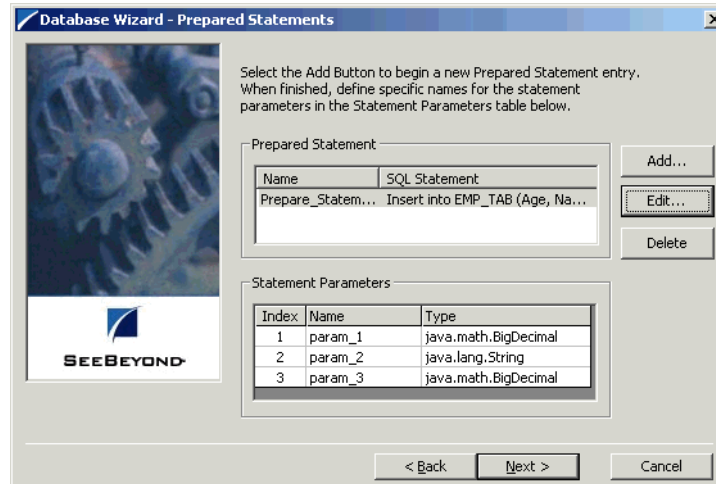 Database Wizard - Prepared Statements
Select the Add Button to begin a new Prepared Statement entry.
When finished, define specific names for the statement
parameters in the Statement Parameters table below.
Prepared Statement
Name SQL Statement
Prepare_Statem... Insert into EMP_TAB (Age, Na...
Add...
Edit...
Delete
Statement Parameters
Index Name Type
1 param_1 java.math.BigDecimal
2 param_2 java.lang.String
3 param_3 java.math.BigDecimal
SEEBEYOND
< Back Next > Cancel